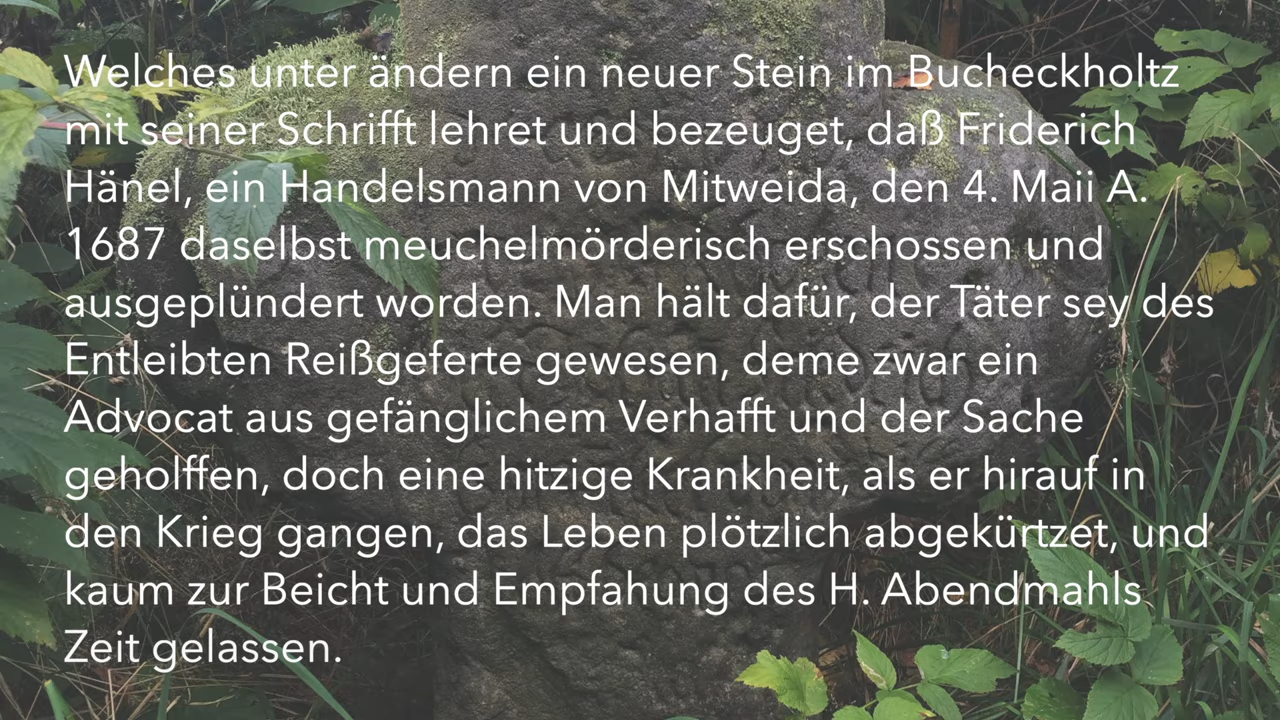 Welches unter ändern ein neuer Stein im Bucheckholtz
mit seiner Schrifft lehret und bezeuget, daß Friderich
Hänel, ein Handelsmann von Mitweida, den 4. Maii A.
1687 daselbst meuchelmörderisch erschossen und
ausgeplündert worden. Man hält dafür, der Täter sey des
Entleibten Reißgeferte gewesen, deme zwar ein
Advocat aus gefänglichem Verhafft und der Sache
geholffen, doch eine hitzige Krankheit, als er hirauf in
den Krieg gangen, das Leben plötzlich abgekürtzet, und
kaum zur Beicht und Empfahung des H. Abendmahls
Zeit gelassen.